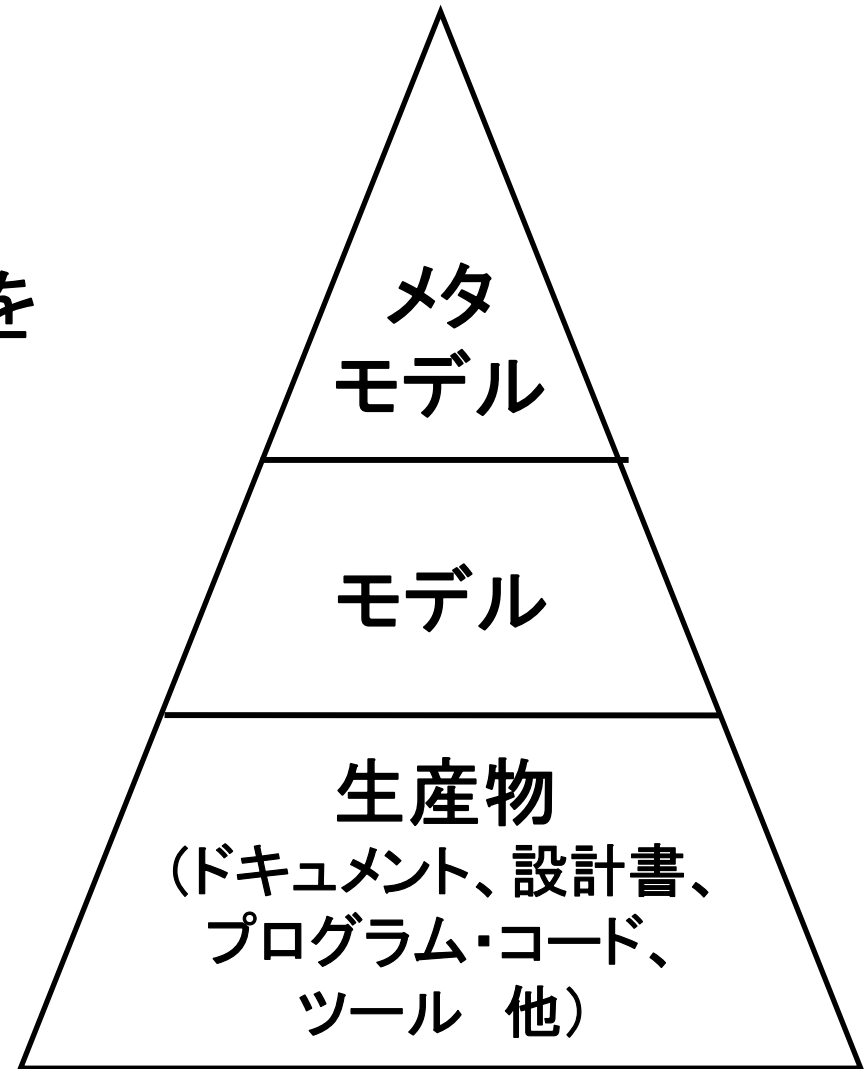 を
メタ
モデル
モデル
生産物
（ドキュメント、設計書、
プログラム・コード、
ツール　他）